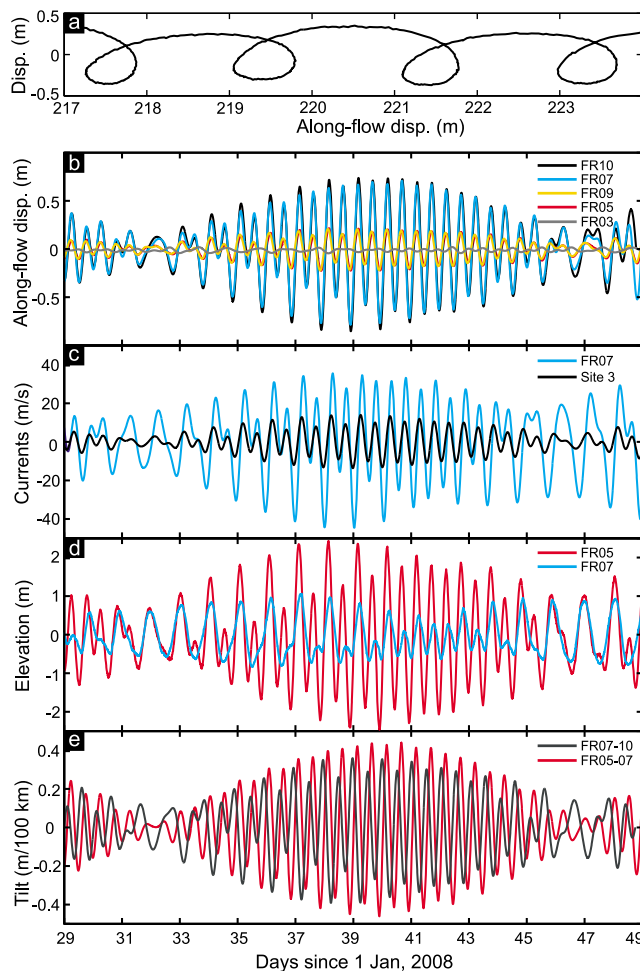 a
Disp. (m)
0.5
0
-0.5
217 218 219 220 221 222 223
Along-flow disp. (m)
b
Along-flow disp. (m)
0.5
0
-0.5
FR10
FR07
FR09
FR05
FR03
c
Currents (m/s)
40
20
0
-20
-40
FR07
Site 3
d
Elevation (m)
2
1
0
-1
-2
FR05
FR07
e
Tilt (m/100 km)
0.4
0.2
0
-0.2
-0.4
FR07-10
FR05-07
29 31 33 35 37 39 41 43 45 47 49
Days since 1 Jan, 2008